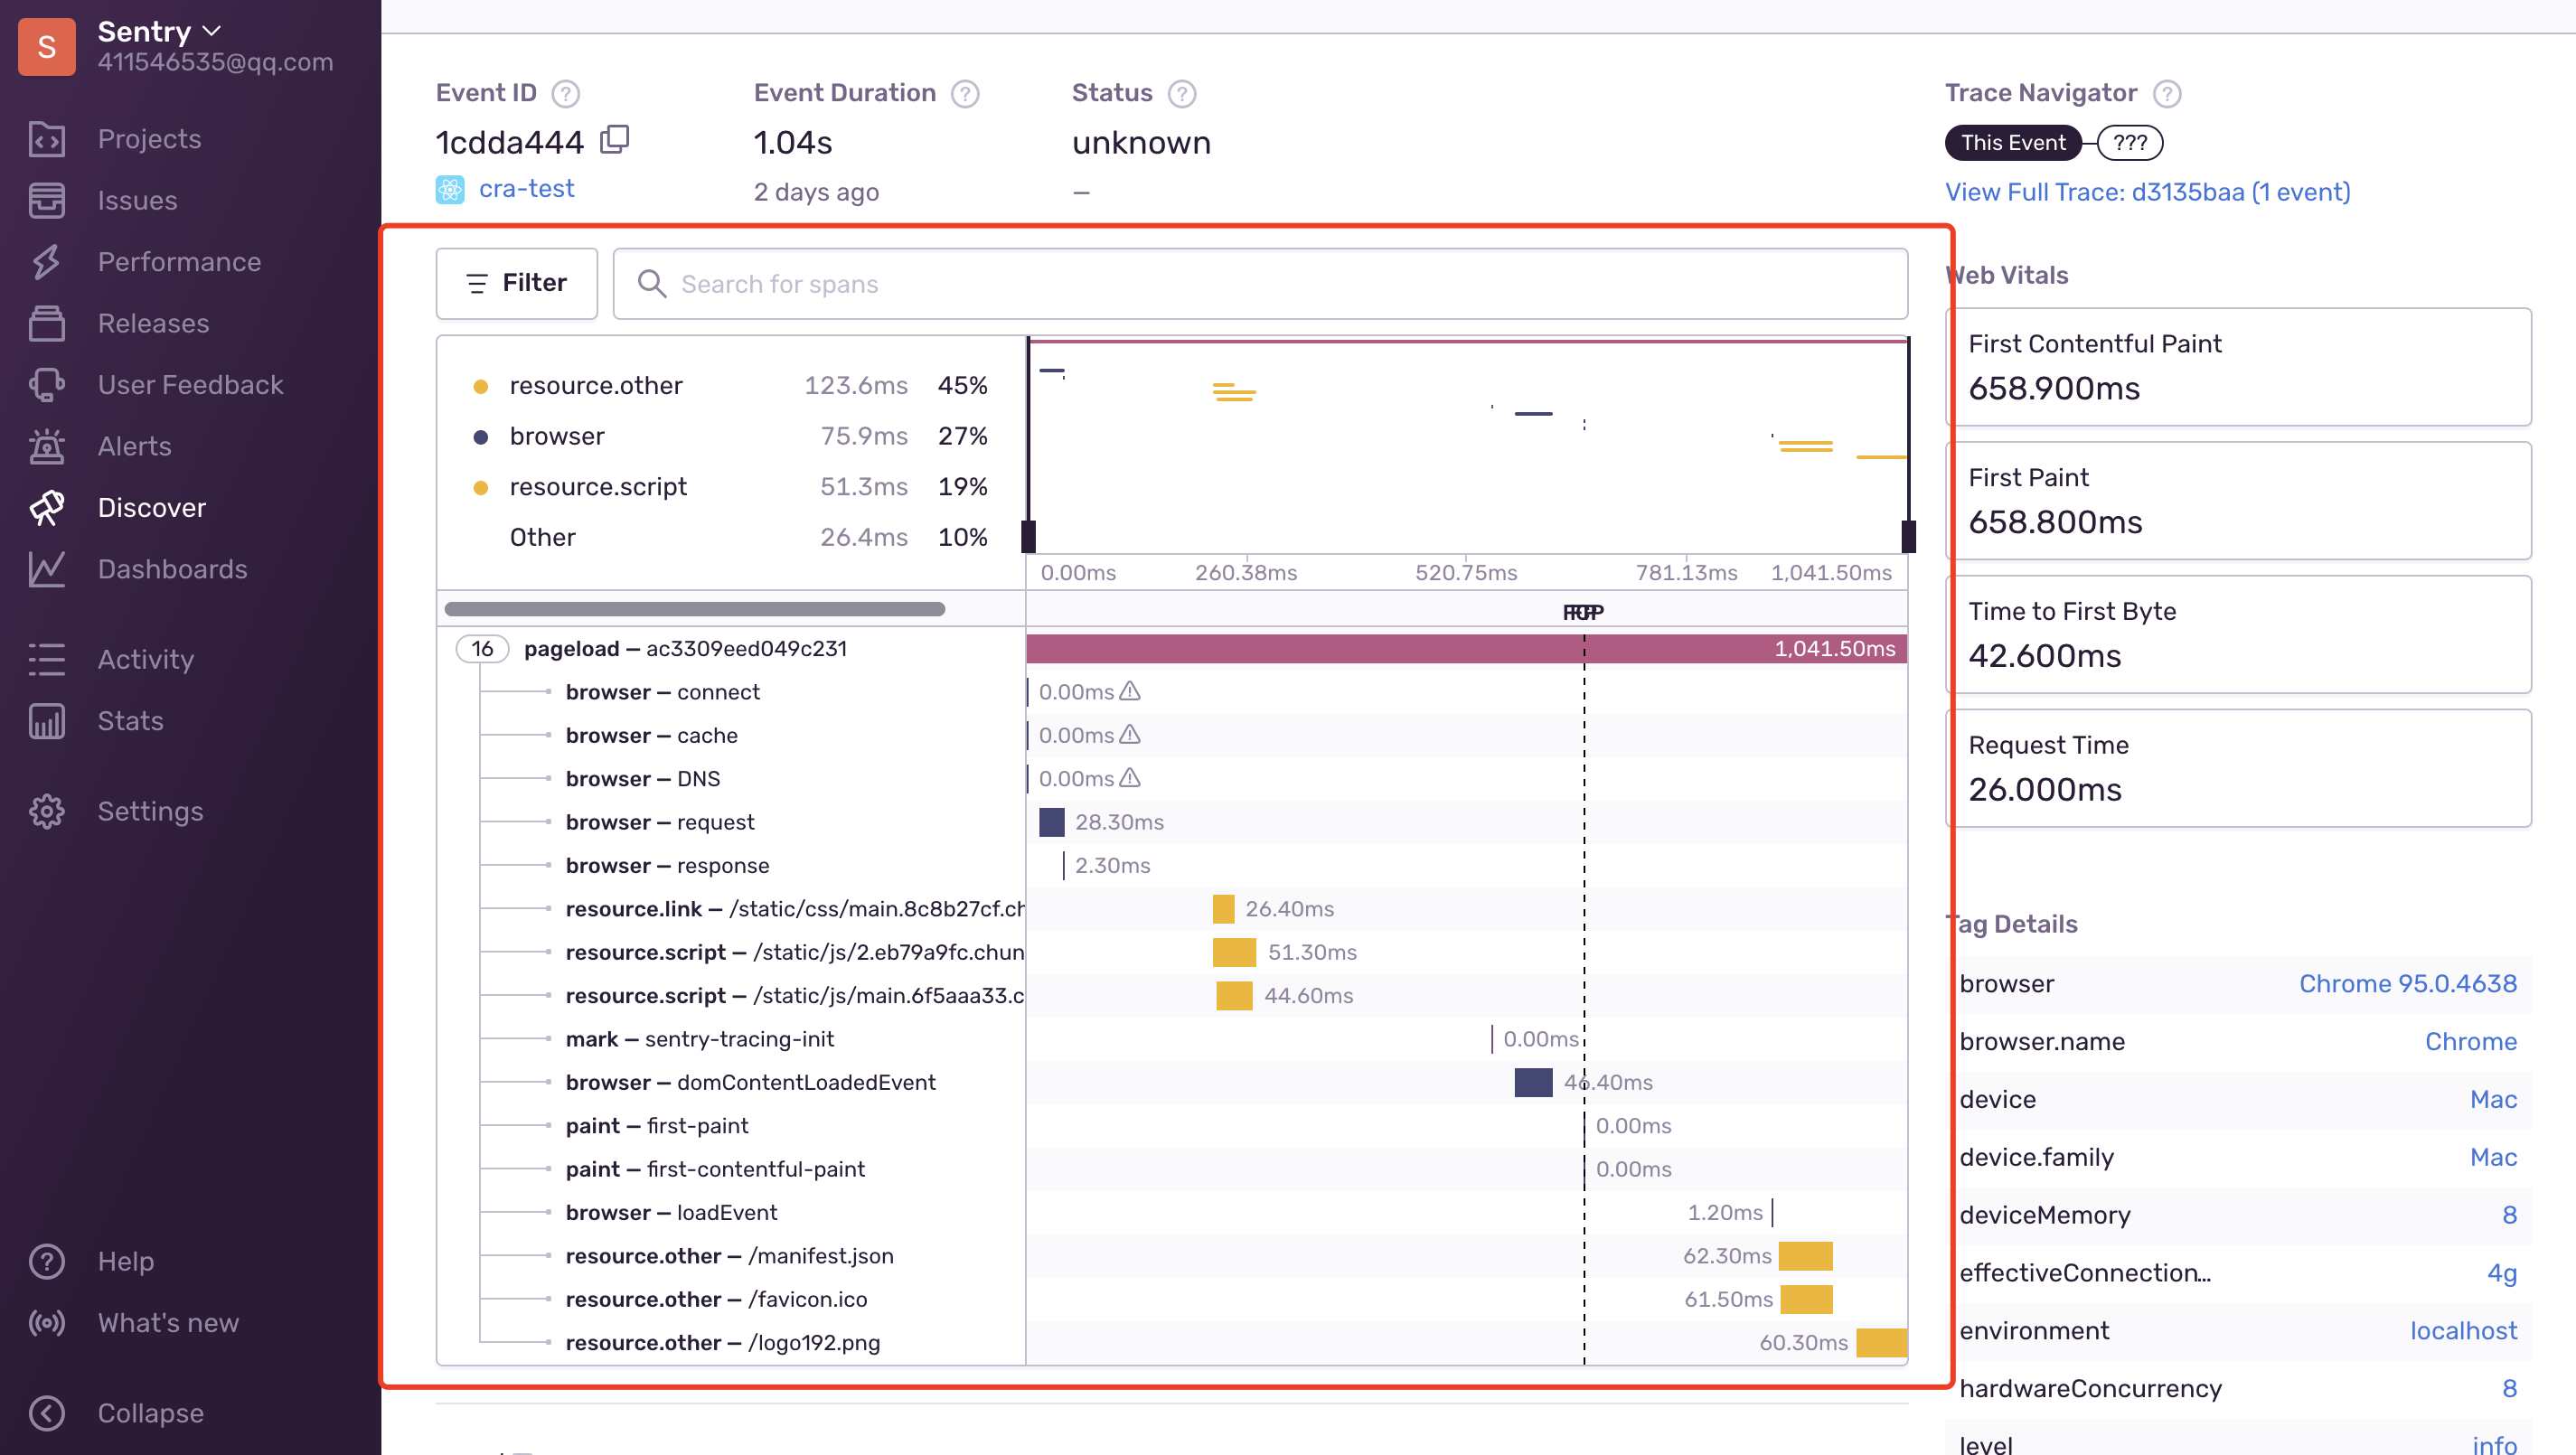 S
Sentry
411546535@qq.com
Projects
Issues
Performance
Releases
User Feedback
Alerts
Discover
Dashboards
Activity
Stats
Settings
Help
What's new
Collapse
Event ID ?
1cdda444
cra-test
Event Duration ?
1.04s
2 days ago
Status ?
unknown
—
Trace Navigator ?
This Event ???
View Full Trace: d3135baa (1 event)
Filter
Search for spans
resource.other 123.6ms 45%
browser 75.9ms 27%
resource.script 51.3ms 19%
Other 26.4ms 10%
0.00ms 260.38ms 520.75ms 781.13ms 1,041.50ms
16 pageload — ac3309eed049c231 1,041.50ms
browser — connect 0.00ms
browser — cache 0.00ms
browser — DNS 0.00ms
browser — request 28.30ms
browser — response 2.30ms
resource.link — /static/css/main.8c8b27cf.ch 26.40ms
resource.script — /static/js/2.eb79a9fc.chun 51.30ms
resource.script — /static/js/main.6f5aaa33.c 44.60ms
mark — sentry-tracing-init 0.00ms
browser — domContentLoadedEvent 46.40ms
paint — first-paint 0.00ms
paint — first-contentful-paint 0.00ms
browser — loadEvent 1.20ms
resource.other — /manifest.json 62.30ms
resource.other — /favicon.ico 61.50ms
resource.other — /logo192.png 60.30ms
Web Vitals
First Contentful Paint
658.900ms
First Paint
658.800ms
Time to First Byte
42.600ms
Request Time
26.000ms
Tag Details
browser Chrome 95.0.4638
browser.name Chrome
device Mac
device.family Mac
deviceMemory 8
effectiveConnection... 4g
environment localhost
hardwareConcurrency 8
level info